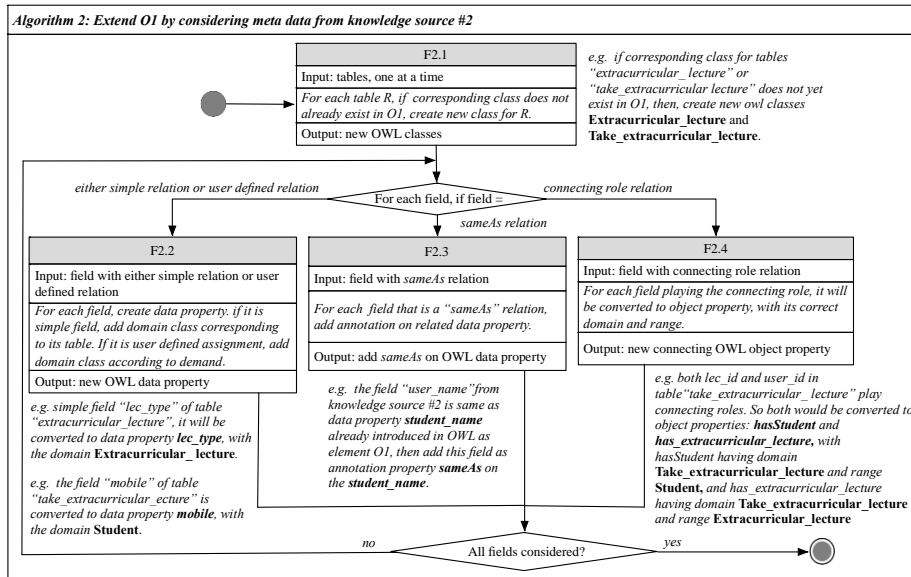 Algorithm 2: Extend O1 by considering meta data from knowledge source #2
F2.1
Input: tables, one at a time
For each table R, if corresponding class does not
already exist in O1, create new class for R.
Output: new OWL classes
e.g. if corresponding class for tables
“extracurricular_ lecture” or
“take_extracurricular lecture” does not yet
exist in O1, then, create new owl classes
Extracurricular_lecture and
Take_extracurricular_lecture.
either simple relation or user defined relation
For each field, if field =
connecting role relation
sameAs relation
F2.2
Input: field with either simple relation or user
defined relation
For each field, create data property. if it is
simple field, add domain class corresponding
to its table. If it is user defined assignment, add
domain class according to demand.
Output: new OWL data property
e.g. simple field “lec_type” of table
“extracurricular_lecture”, it will be
converted to data property lec_type, with
the domain Extracurricular_ lecture.
e.g. the field “mobile” of table
“take_extracurricular_ecture” is
converted to data property mobile, with
the domain Student.
F2.3
Input: field with sameAs relation
For each field that is a “sameAs” relation,
add annotation on related data property.
Output: add sameAs on OWL data property
e.g. the field “user_name”from
knowledge source #2 is same as
data property student_name
already introduced in OWL as
element O1, then add this field as
annotation property sameAs on
the student_name.
F2.4
Input: field with connecting role relation
For each field playing the connecting role, it will
be converted to object property, with its correct
domain and range.
Output: new connecting OWL object property
e.g. both lec_id and user_id in
table“take_extracurricular_ lecture” play
connecting roles. So both would be converted to
object properties: hasStudent and
has_extracurricular_lecture, with
hasStudent having domain
Take_extracurricular_lecture and range
Student, and has_extracurricular_lecture
having domain Take_extracurricular_lecture
and range Extracurricular_lecture
no
All fields considered?
yes